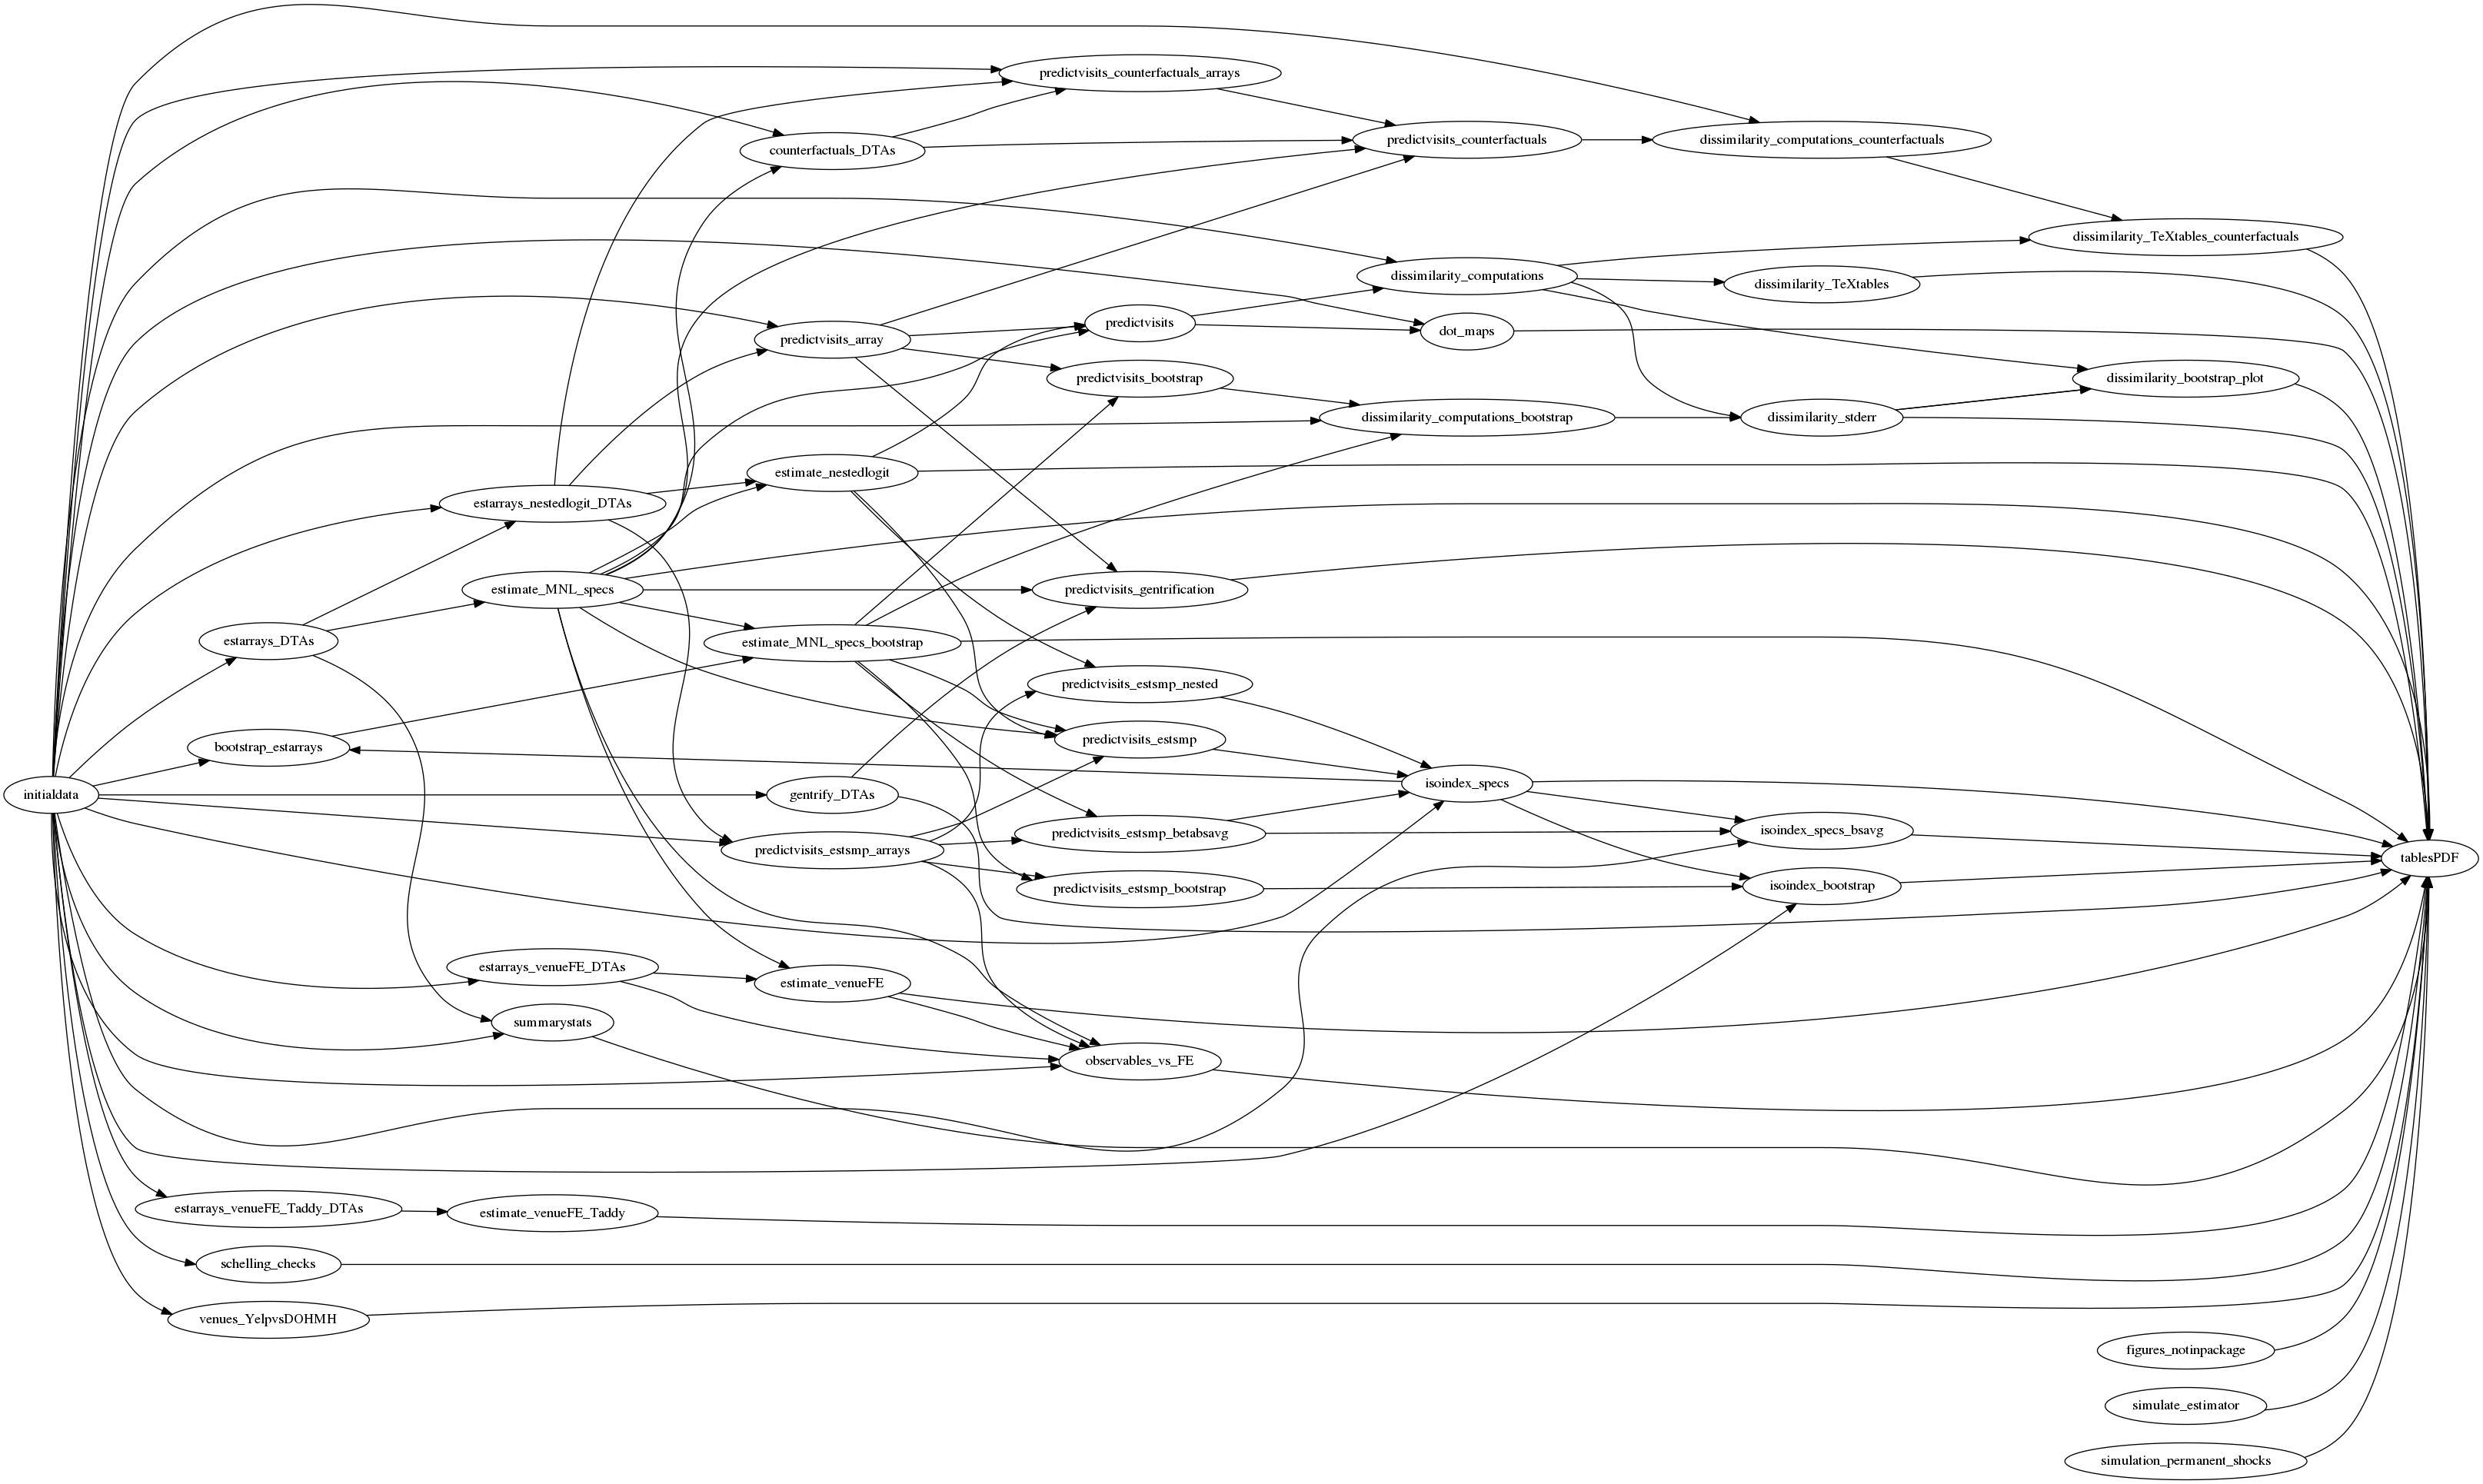 predictvisits_counterfactuals_arrays
predictvisits_counterfactuals
dissimilarity_computations_counterfactuals
counterfactuals_DTAs
dissimilarity_TeXtables_counterfactuals
dissimilarity_computations
dissimilarity_TeXtables
predictvisits
dot_maps
predictvisits_array
predictvisits_bootstrap
dissimilarity_bootstrap_plot
dissimilarity_computations_bootstrap
dissimilarity_stderr
estimate_nestedlogit
estarrays_nestedlogit_DTAs
estimate_MNL_specs
predictvisits_gentrification
estarrays_DTAs
estimate_MNL_specs_bootstrap
predictvisits_estsmp_nested
bootstrap_estarrays
predictvisits_estsmp
isoindex_specs
initialdata
gentrify_DTAs
predictvisits_estsmp_betabsavg
isoindex_specs_bsavg
predictvisits_estsmp_arrays
tablesPDF
predictvisits_estsmp_bootstrap
isoindex_bootstrap
estarrays_venueFE_DTAs
estimate_venueFE
summarystats
observables_vs_FE
estarrays_venueFE_Taddy_DTAs
estimate_venueFE_Taddy
schelling_checks
venues_YelpvsDOHMH
figures_notinpackage
simulate_estimator
simulation_permanent_shocks